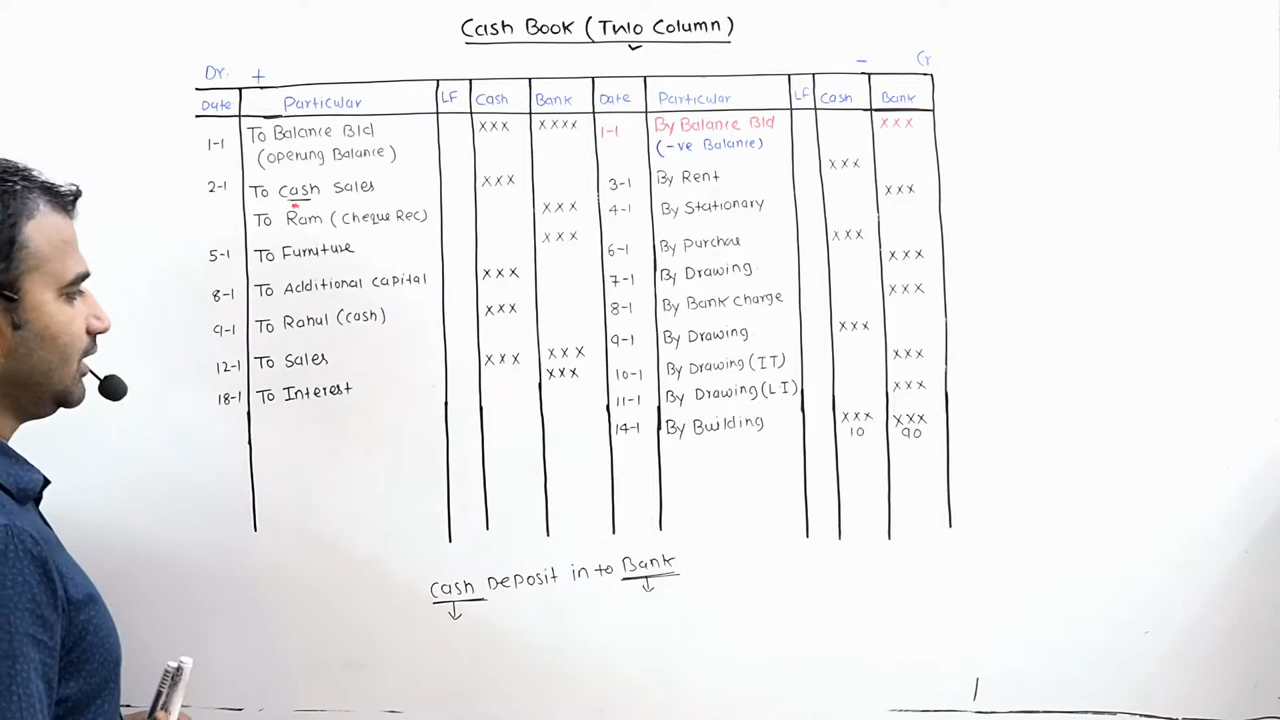 Cash Book (Two Column)
Dr. + - Cr
Date Particular LF Cash Bank Date Particular LF Cash Bank
1-1 To Balance Bld xxx xxxx 1-1 By Balance Bld xxx
(opening Balance) (-ve Balance)
2-1 To cash sales xxx 3-1 By Rent xxx
To Ram (Cheque Rec) xxx 4-1 By Stationary xxx
5-1 To Furniture xxx 6-1 By Purchae xxx
8-1 To Additional capital xxx 7-1 By Drawing xxx
9-1 To Rahul (cash) xxx 8-1 By Bank Charge xxx
12-1 To Sales xxx xxx 9-1 By Drawing xxx
18-1 To Interest xxx 10-1 By Drawing (IT) xxx
11-1 By Drawing (LI) xxx
14-1 By Building xxx xxx
10 90
Cash Deposit in to Bank